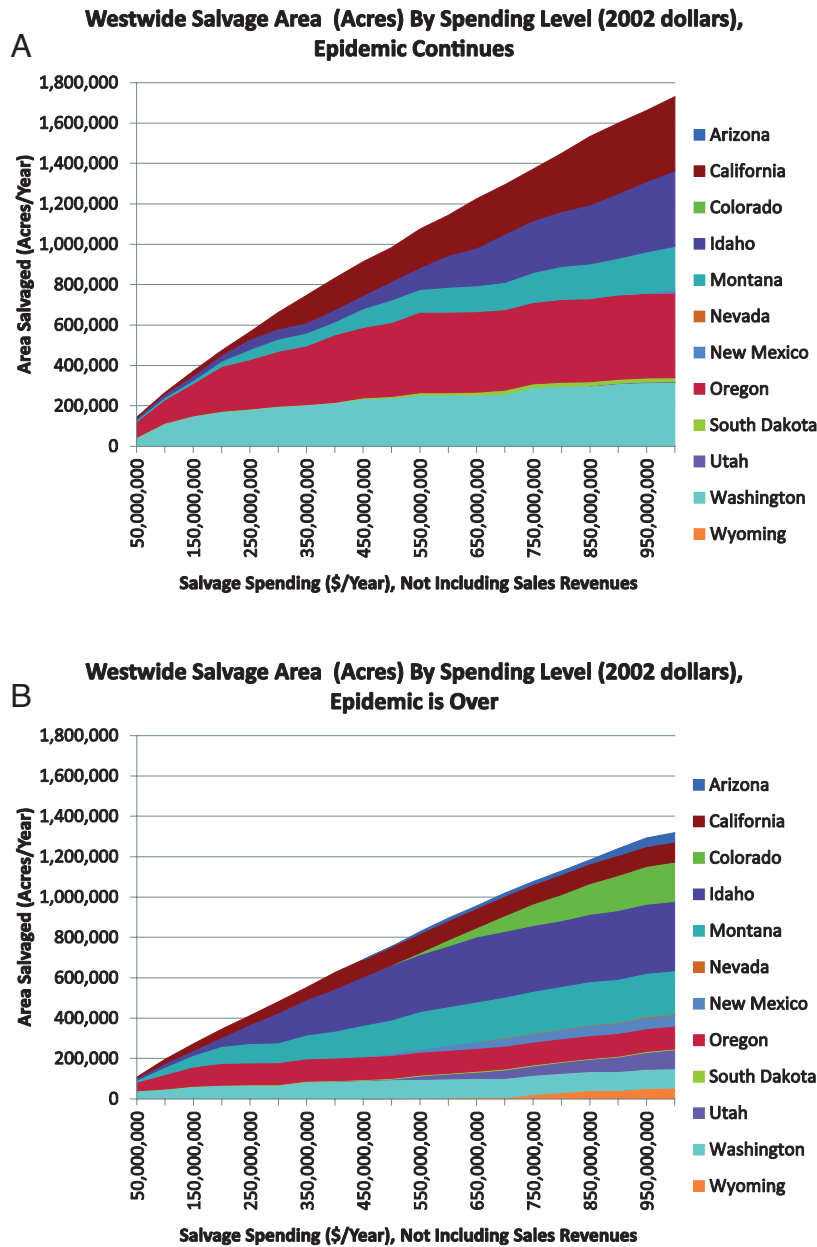 Westwide Salvage Area (Acres) By Spending Level (2002 dollars),
Epidemic Continues
A
1,800,000
1,600,000
1,400,000
1,200,000
1,000,000
800,000
600,000
400,000
200,000
0
Area Salvaged (Acres/Year)
50,000,000
150,000,000
250,000,000
350,000,000
450,000,000
550,000,000
650,000,000
750,000,000
850,000,000
950,000,000
Salvage Spending ($/Year), Not Including Sales Revenues
Arizona
California
Colorado
Idaho
Montana
Nevada
New Mexico
Oregon
South Dakota
Utah
Washington
Wyoming
Westwide Salvage Area (Acres) By Spending Level (2002 dollars),
Epidemic is Over
B
1,800,000
1,600,000
1,400,000
1,200,000
1,000,000
800,000
600,000
400,000
200,000
0
Area Salvaged (Acres/Year)
50,000,000
150,000,000
250,000,000
350,000,000
450,000,000
550,000,000
650,000,000
750,000,000
850,000,000
950,000,000
Salvage Spending ($/Year), Not Including Sales Revenues
Arizona
California
Colorado
Idaho
Montana
Nevada
New Mexico
Oregon
South Dakota
Utah
Washington
Wyoming